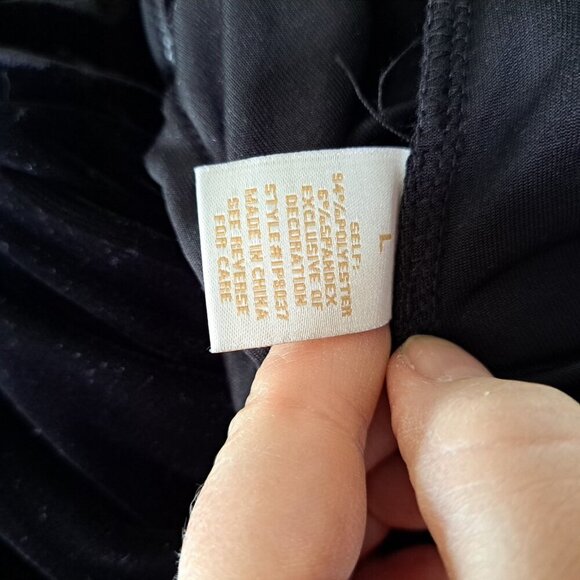 L
SELF:
94%POLYESTER
6%SPANDEX
EXCLUSIVE OF
DECORATION
STYLE#IP8037
MADE IN CHINA
SEE REVERSE
FOR CARE